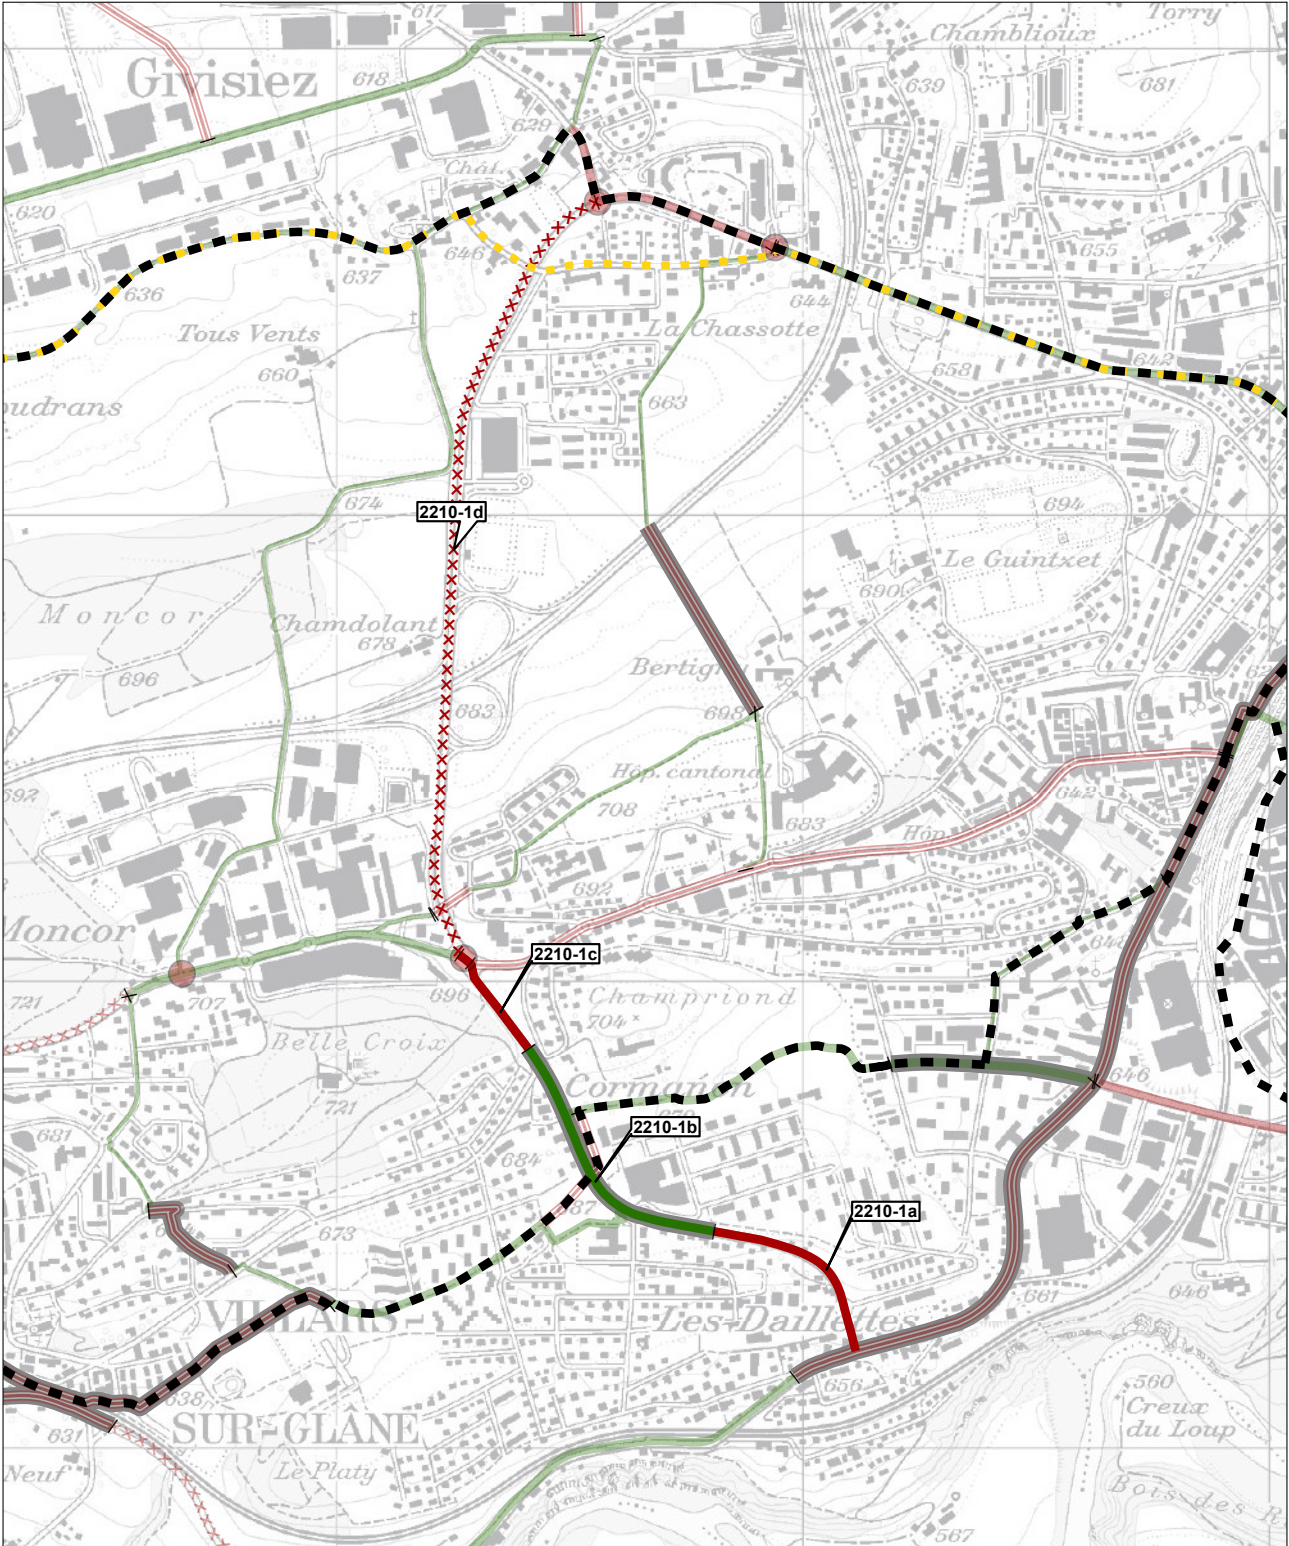 617
Torry
Chamblioux
Givisiez
618
639
681
629
Chât.
620
646
637
655
636
644
Tous Vents
La Chassotte
642
660
658
oudrans
663
674
694
2210-1d
Le Guintzet
690
Moncor
Chamdolant
678
Bertigny
696
683
698
Hôp. cantonal
692
642
708
683
Hôp.
692
Moncor
2210-1c
696
721
707
Champriond
704
Belle Croix
646
721
Cormanon
2210-1b
681
684
2210-1a
673
661
646
VILLARS-
Les Daillettes
656
560
Creux
du Loup
638
SUR-GLANE
631
Neuf
Le Platy
Bois des R
567